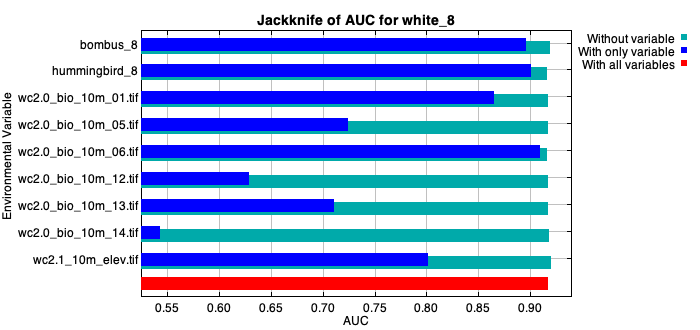 Jackknife of AUC for white_8
Without variable
With only variable
With all variables
Environmental Variable
bombus_8
hummingbird_8
wc2.0_bio_10m_01.tif
wc2.0_bio_10m_05.tif
wc2.0_bio_10m_06.tif
wc2.0_bio_10m_12.tif
wc2.0_bio_10m_13.tif
wc2.0_bio_10m_14.tif
wc2.1_10m_elev.tif
0.55 0.60 0.65 0.70 0.75 0.80 0.85 0.90
AUC